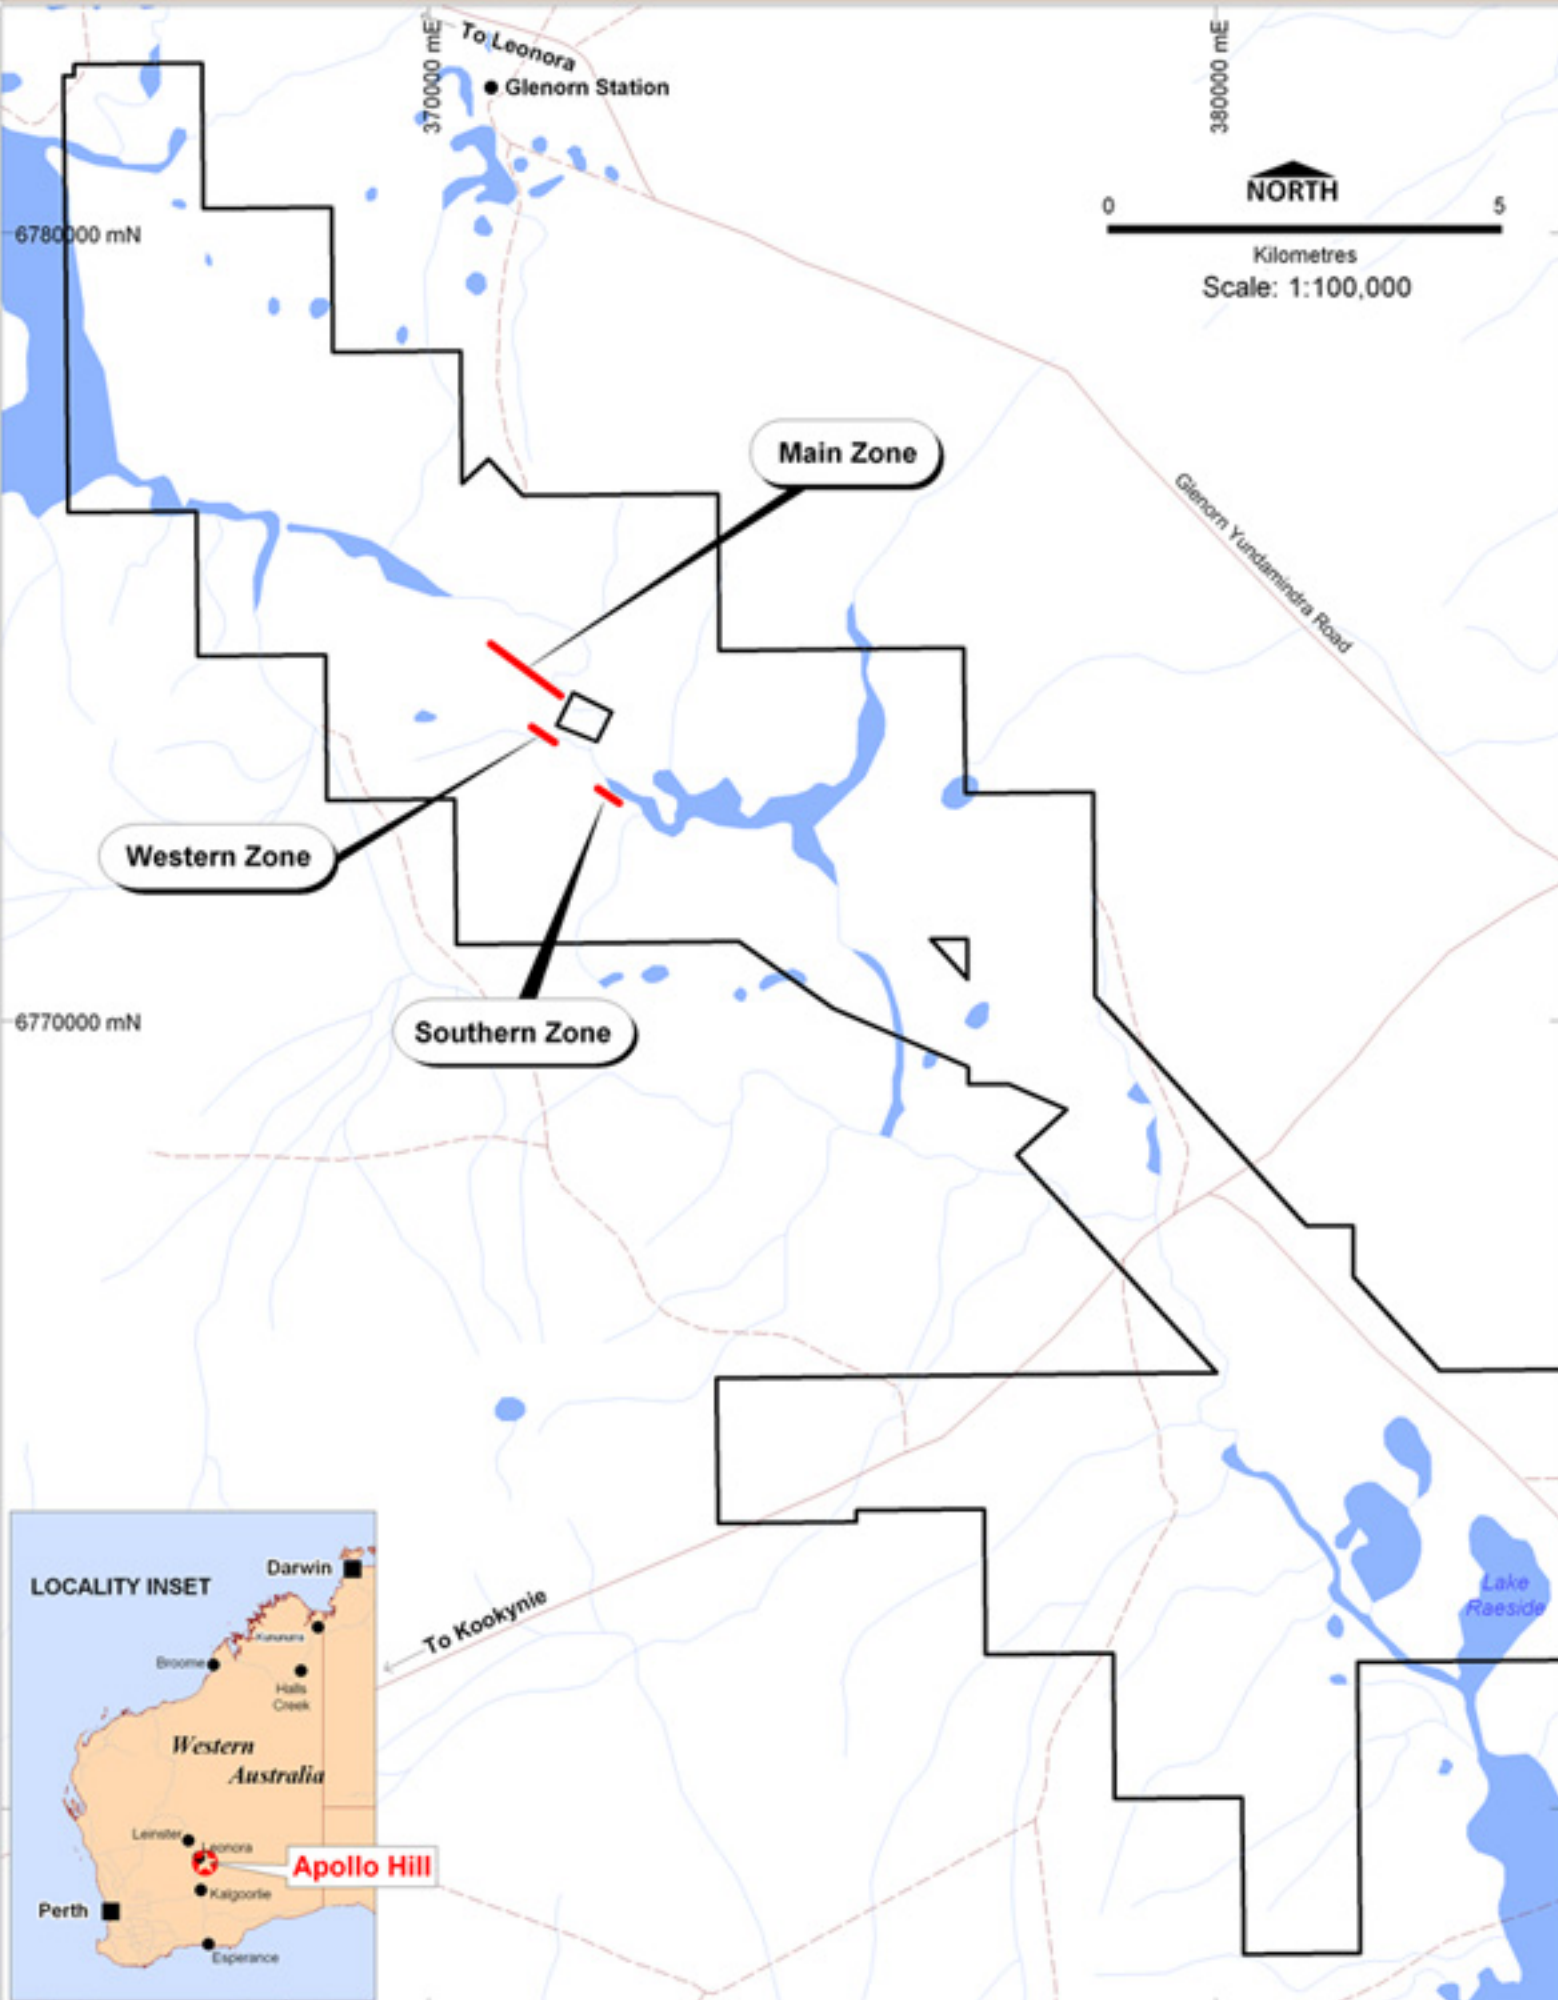 370000 mE
380000 mE
To Leonora
Glenorn Station
NORTH
0
5
Kilometres
Scale: 1:100,000
6780000 mN
Main Zone
Glenorn Yundamindra Road
Western Zone
6770000 mN
Southern Zone
Lake
Raeside
To Kookynie
LOCALITY INSET
Darwin
Kununurra
Broome
Halls
Creek
Western
Australia
Leinster
Leonora
Apollo Hill
Kalgoorlie
Perth
Esperance